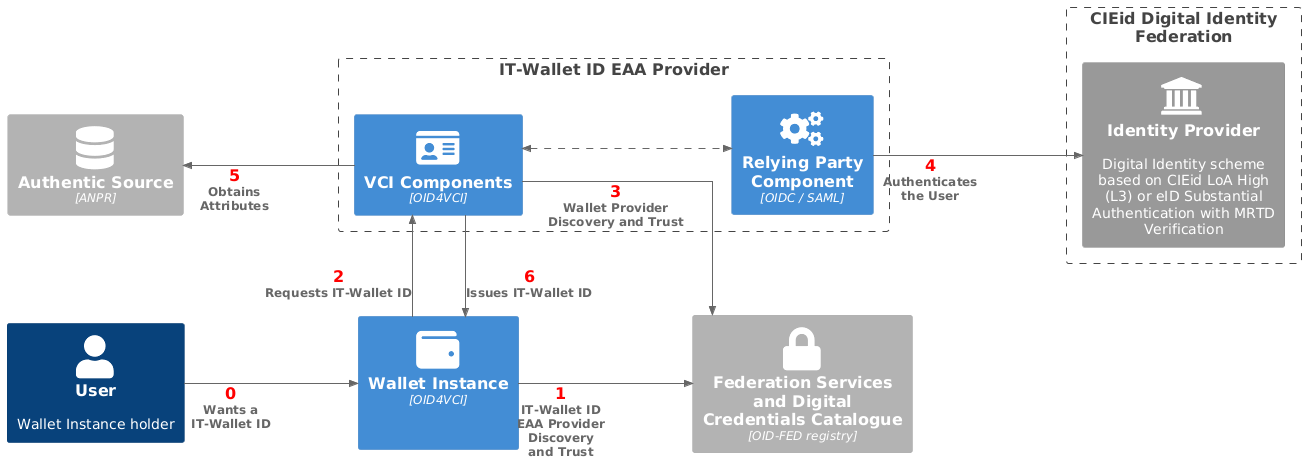 CIEid Digital Identity
Federation
IT-Wallet ID EAA Provider
Identity Provider
Digital Identity scheme
based on CIEid LoA High
(L3) or eID Substantial
Authentication with MRTD
Verification
Authentic Source
[ANPR]
5
Obtains
Attributes
VCI Components
[OID4VCI]
Relying Party
Component
[OIDC / SAML]
4
Authenticates
the User
3
Wallet Provider
Discovery and Trust
2
Requests IT-Wallet ID
6
Issues IT-Wallet ID
User
Wallet Instance holder
0
Wants a
IT-Wallet ID
Wallet Instance
[OID4VCI]
1
IT-Wallet ID
EAA Provider
Discovery
and Trust
Federation Services
and Digital
Credentials Catalogue
[OID-FED registry]